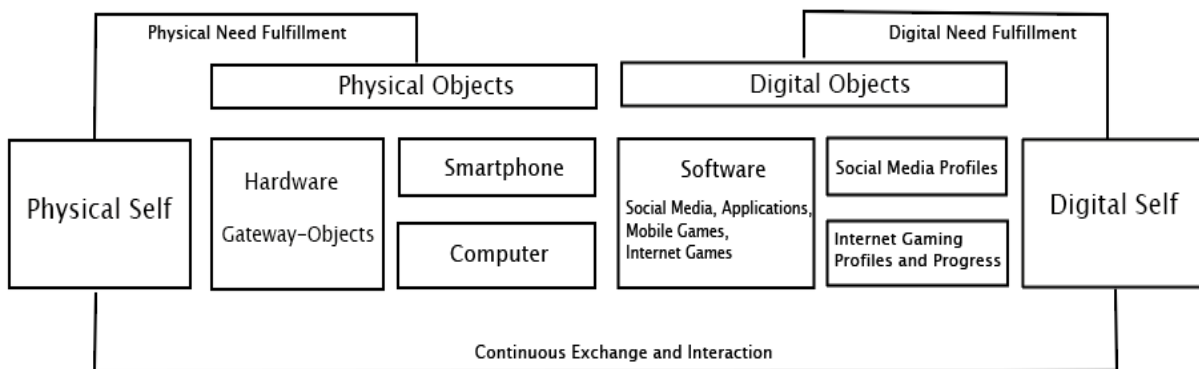 Physical Need Fulfillment
Digital Need Fulfillment
Physical Objects
Digital Objects
Physical Self
Hardware
Gateway-Objects
Smartphone
Computer
Software
Social Media, Applications,
Mobile Games,
Internet Games
Social Media Profiles
Internet Gaming
Profiles and Progress
Digital Self
Continuous Exchange and Interaction